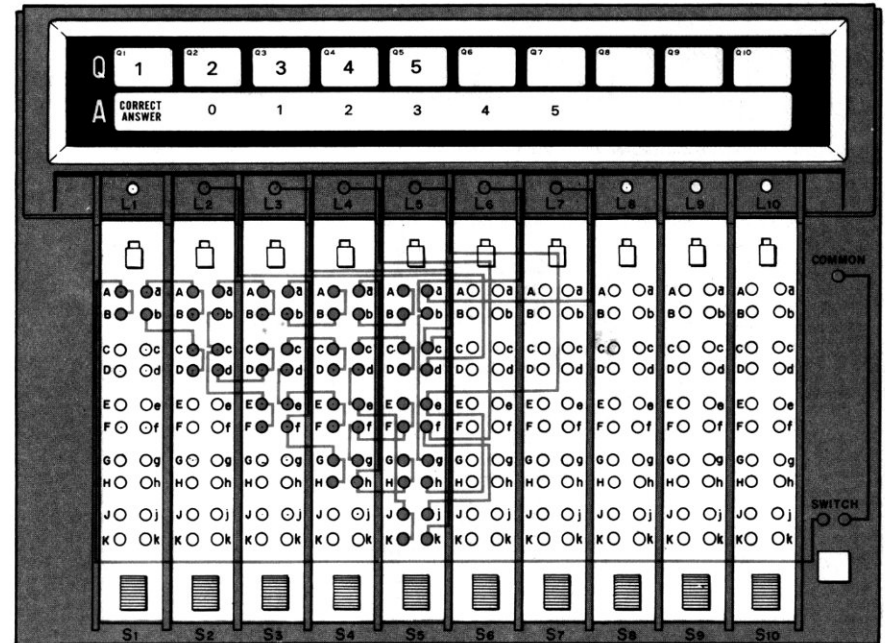 Q Q1 1 Q2 2 Q3 3 Q4 4 Q5 5 Q6 Q7 Q8 Q9 Q10
A CORRECT ANSWER 0 1 2 3 4 5
L1 L2 L3 L4 L5 L6 L7 L8 L9 L10
COMMON
A a A a A a A a A a A a A a A a A a A a
B b B b B b B b B b B b B b B b B b B b
C c C c C c C c C c C c C c C c C c C c
D d D d D d D d D d D d D d D d D d D d
E e E e E e E e E e E e E e E e E e E e
F f F f F f F f F f F f F f F f F f F f
G g G g G g G g G g G g G g G g G g G g
H h H h H h H h H h H h H h H h H h H h
SWITCH
J j J j J j J j J j J j J j J j J j J j
K k K k K k K k K k K k K k K k K k K k
S1 S2 S3 S4 S5 S6 S7 S8 S9 S10